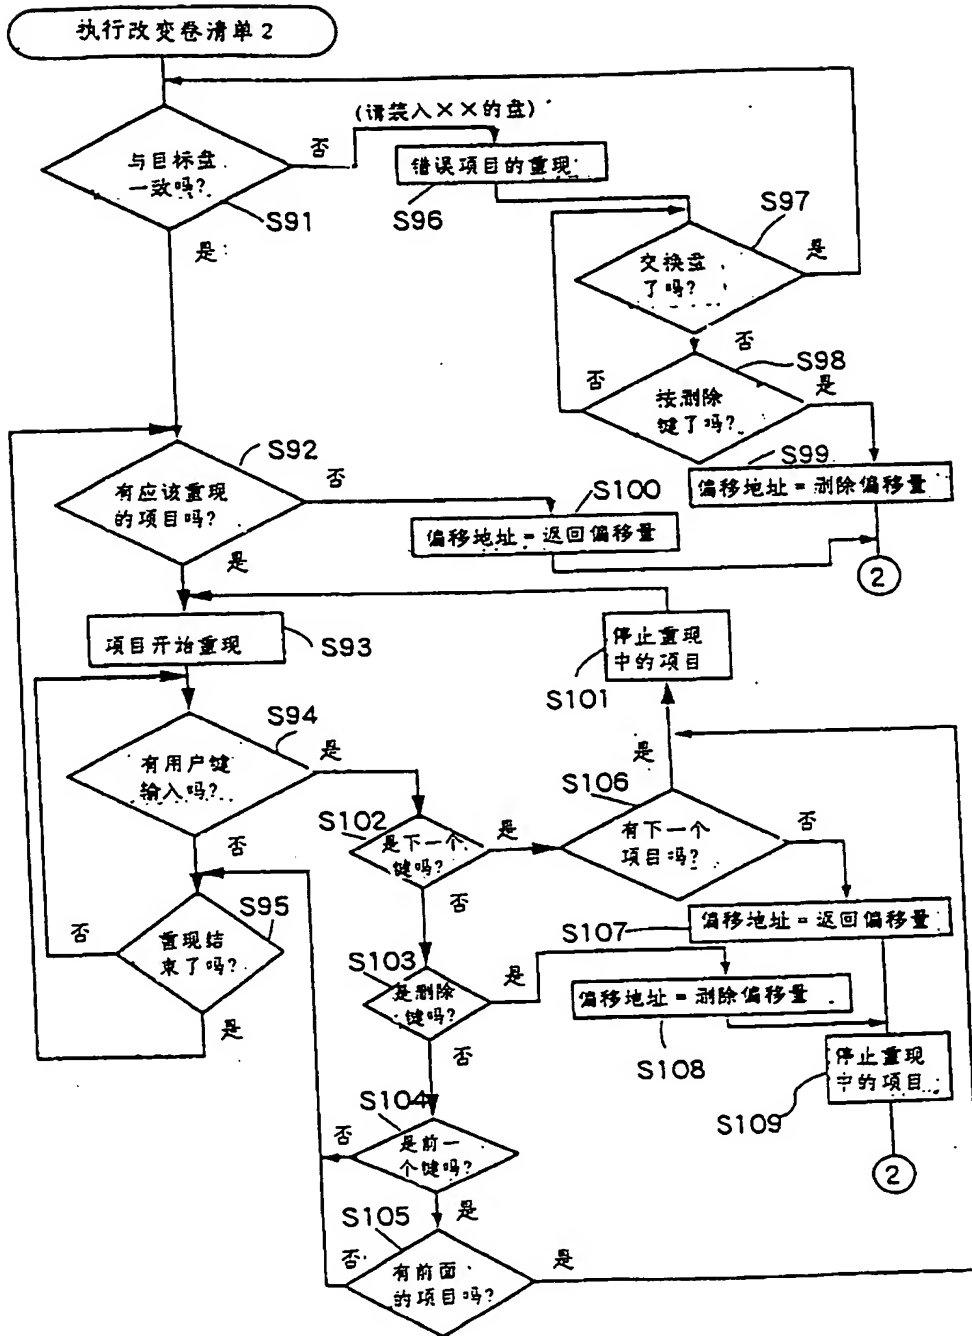 执行改变卷清单2
(请装入××的盘)
否
与目标盘
一致吗?
错误项目的重现
S91
S96
S97
是
交换盘
了吗?
是
否
S98
否
按删除
键了吗?
是
S92
S99
有应该重现
的项目吗?
否
S100
偏移地址=删除偏移量
偏移地址=返回偏移量
是
2
项目开始重现
S93
停止重现
中的项目
S101
S94
有用户键
输入吗?
是
是
S106
S102
是下一个
键吗?
是
有下一个
项目吗?
否
否
否
S95
重现结
束了吗?
否
S107
偏移地址=返回偏移量
S103
是删除
键吗?
是
偏移地址=删除偏移量
是
否
S108
停止重现
中的项目
S109
S104
否
是前一
个键吗?
2
是
S105
否
有前面
的项目吗?
是